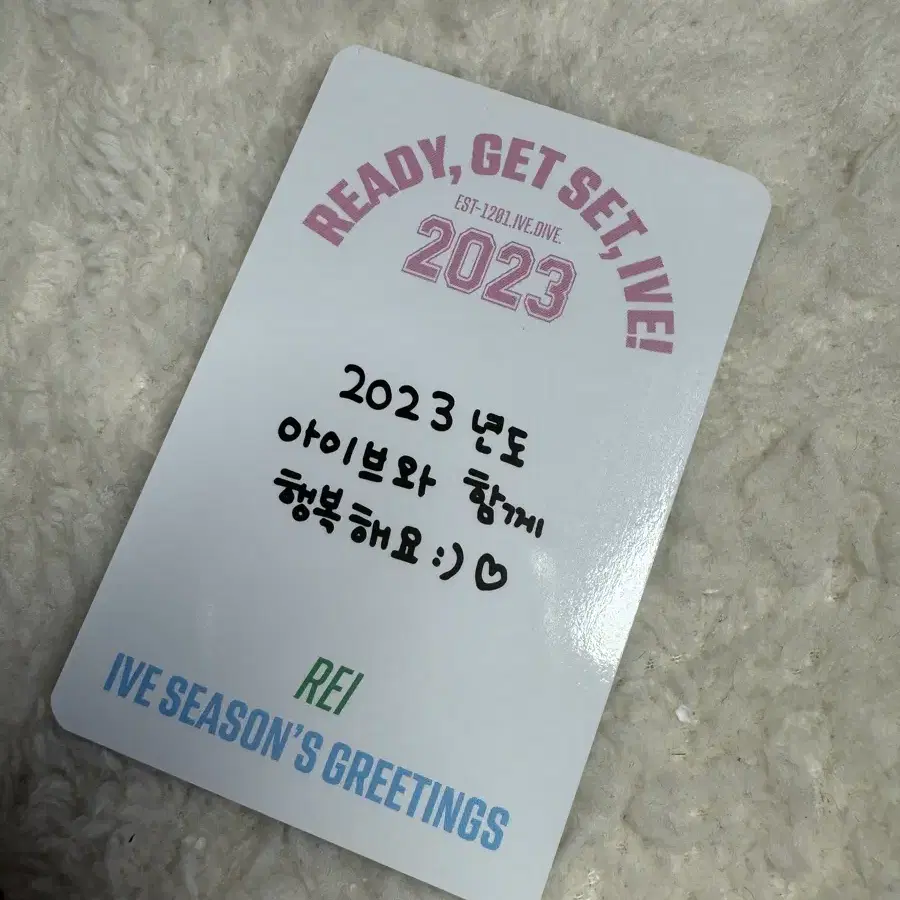 READY, GET SET, IVE!
EST-1201.IVE.DIVE.
2023
2023년도
아이브와 함께
행복해요 :) ♡
REI
IVE SEASON'S GREETINGS